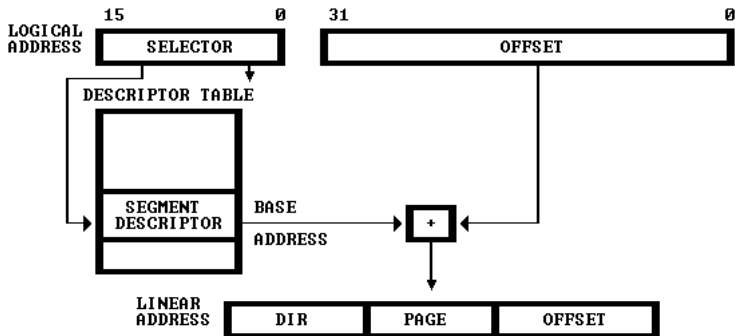 15 0 31 0
LOGICAL
ADDRESS
SELECTOR
OFFSET
DESCRIPTOR TABLE
SEGMENT
DESCRIPTOR
BASE
ADDRESS
+
LINEAR
ADDRESS
DIR PAGE OFFSET